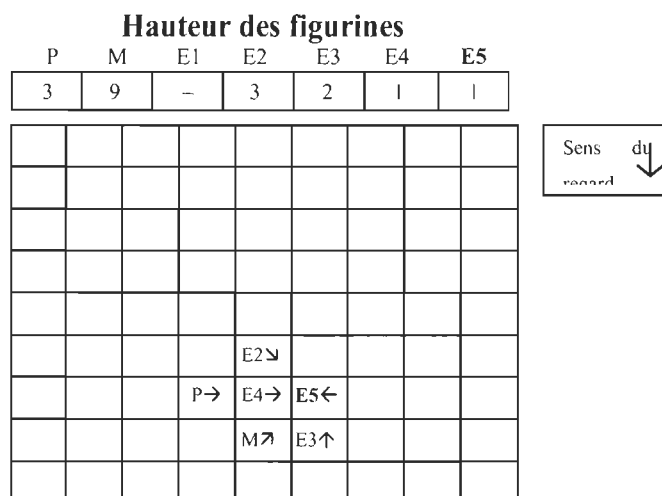 Hauteur des figurines
P M E1 E2 E3 E4 E5
3 9 – 3 2 1 1
Sens du ↓
regard
E2↘
P→ E4→ E5←
M↗ E3↑